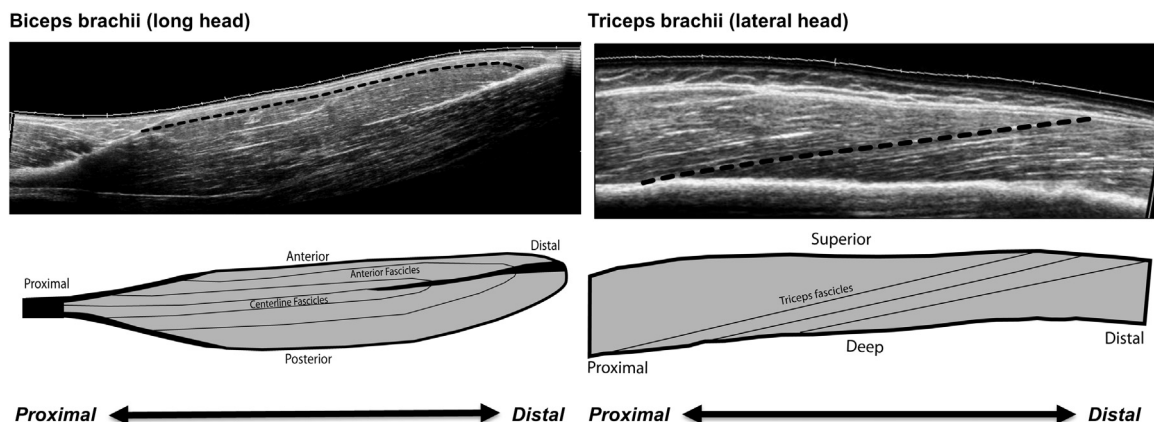 Biceps brachii (long head)
Triceps brachii (lateral head)
Anterior
Distal
Proximal
Anterior Fascicles
Centerline Fascicles
Posterior
Superior
Triceps fascicles
Deep
Distal
Proximal
Proximal Distal
Proximal Distal